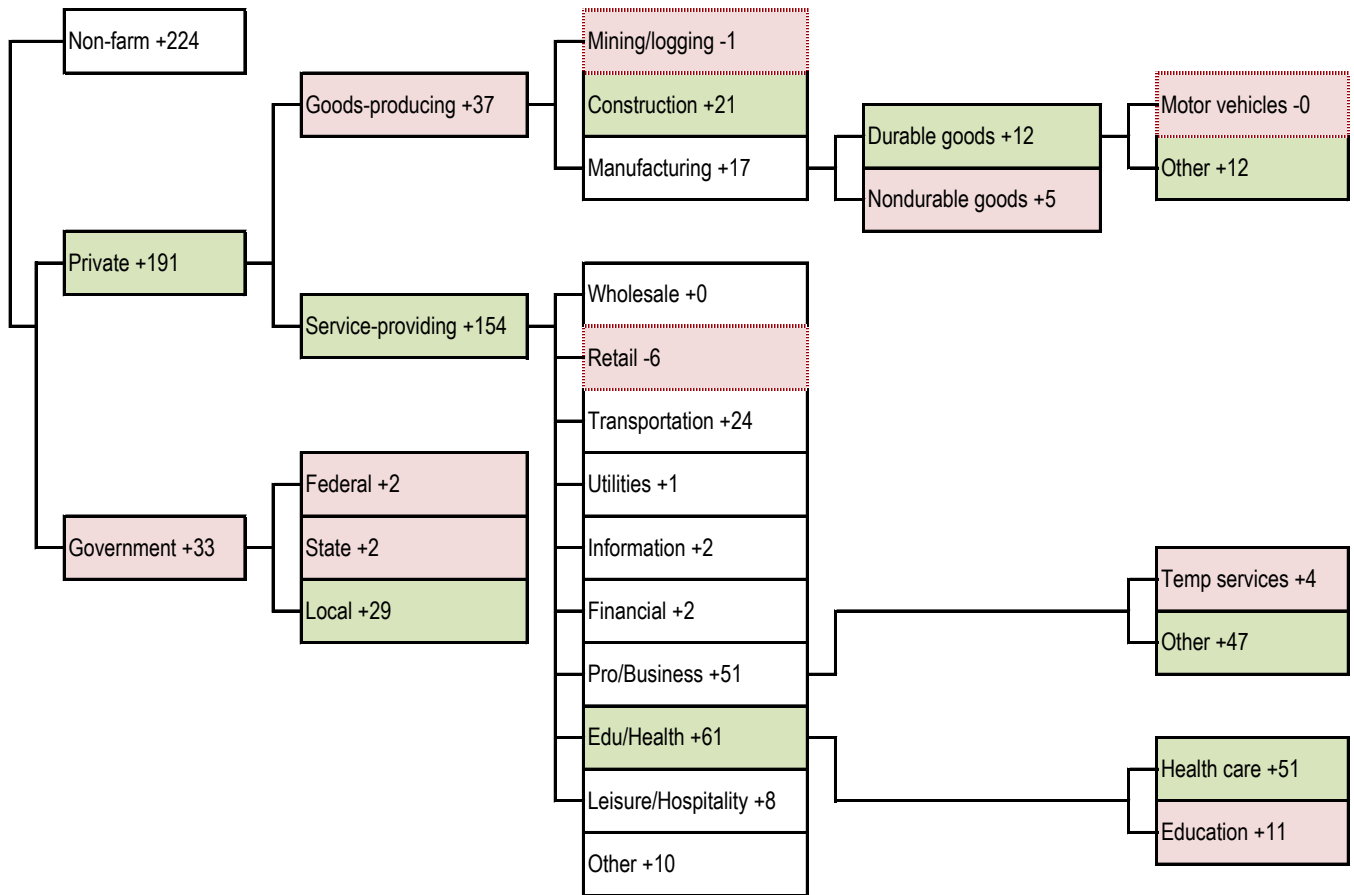 Non-farm +224
Private +191
Government +33
Goods-producing +37
Service-providing +154
Federal +2
State +2
Local +29
Mining/logging -1
Construction +21
Manufacturing +17
Wholesale +0
Retail -6
Transportation +24
Utilities +1
Information +2
Financial +2
Pro/Business +51
Edu/Health +61
Leisure/Hospitality +8
Other +10
Durable goods +12
Nondurable goods +5
Motor vehicles -0
Other +12
Temp services +4
Other +47
Health care +51
Education +11